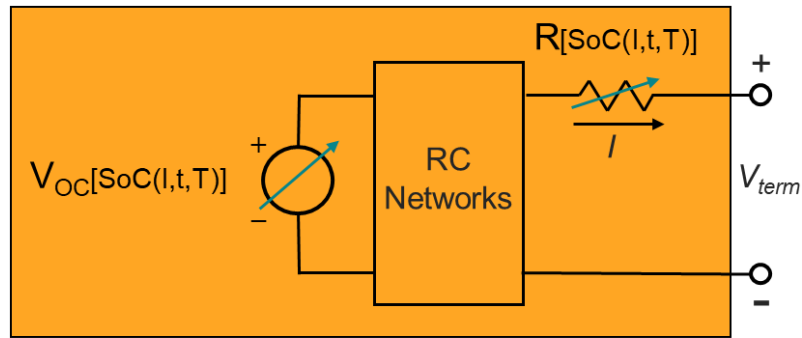 R[SoC(I,t,T)]
+
I
+
VOC[SoC(I,t,T)]
−
RC
Networks
Vterm
-